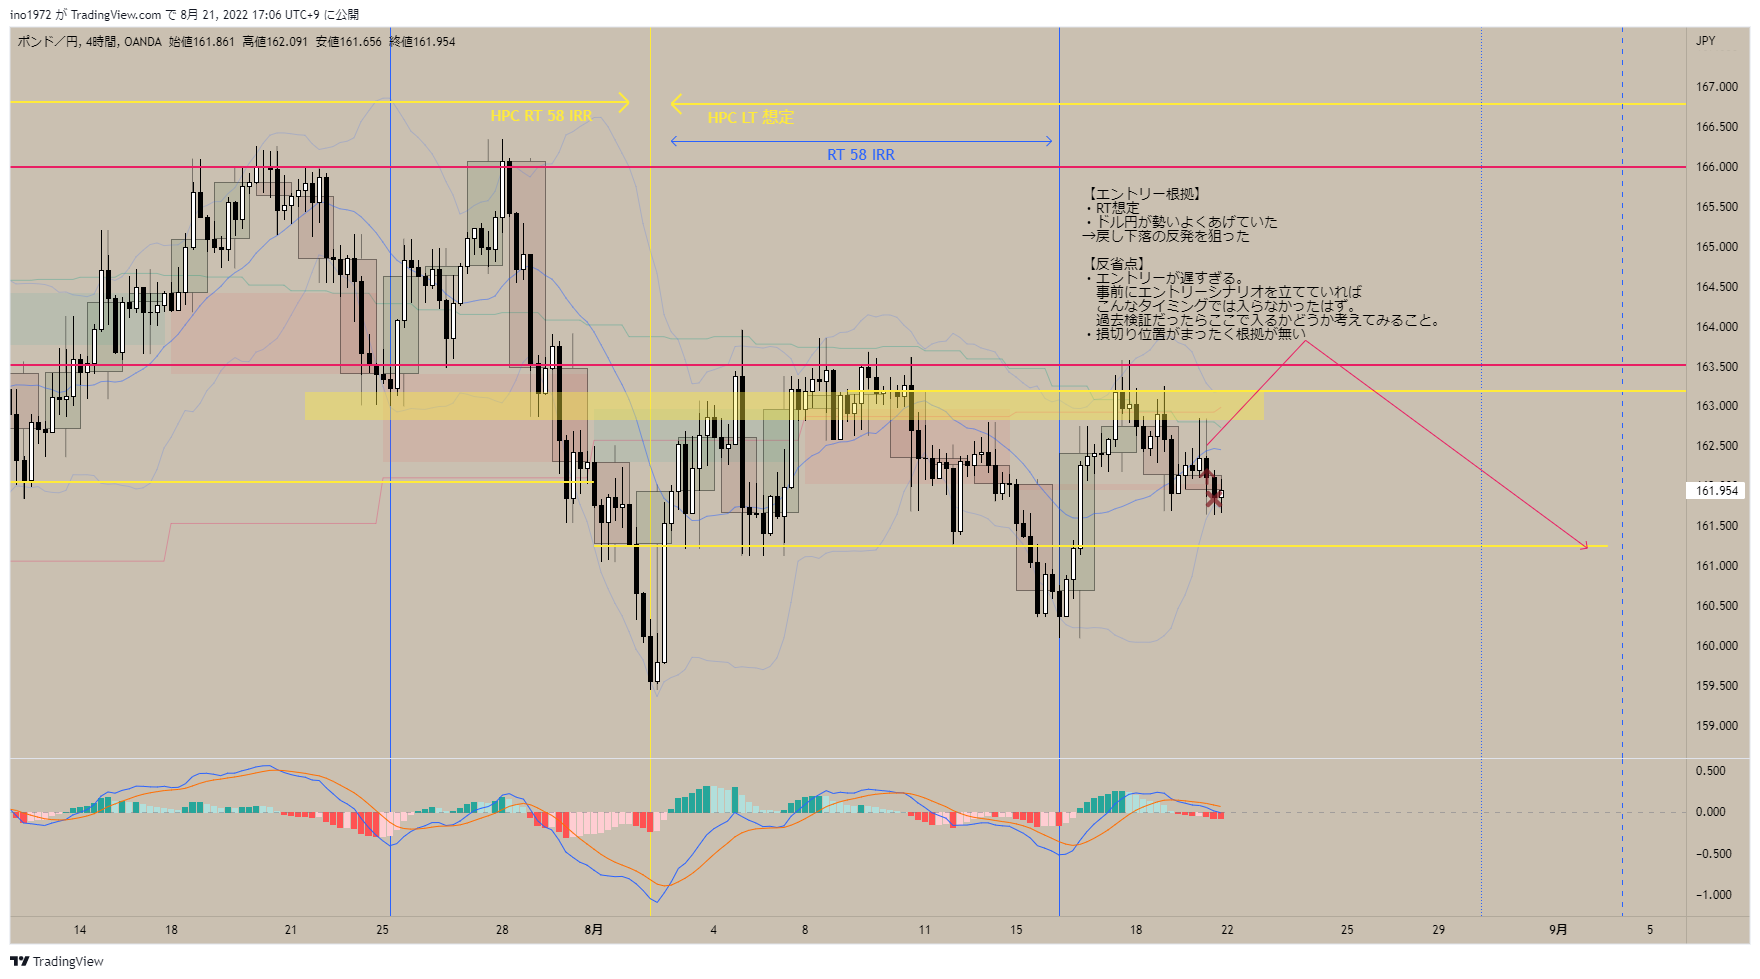 ino1972 が TradingView.com で 8月 21, 2022 17:06 UTC+9 に公開
ポンド／円, 4時間, OANDA 始値161.861 高値162.091 安値161.656 終値161.954
JPY
HPC RT 58 IRR
HPC LT 想定
RT 58 IRR
【エントリー根拠】
・RT想定
・ドル円が勢いよくあげていた
→戻し下落の反発を狙った
【反省点】
・エントリーが遅すぎる。
事前にエントリーシナリオを立てていれば
こんなタイミングでは入らなかったはず。
過去検証だったらここで入るかどうか考えてみること。
・損切り位置がまったく根拠が無い
167.000
166.500
166.000
165.500
165.000
164.500
164.000
163.500
163.000
162.500
161.954
161.500
161.000
160.500
160.000
159.500
159.000
0.500
0.000
−0.500
−1.000
14 18 21 25 28 8月 4 8 11 15 18 22 25 29 9月 5
TradingView